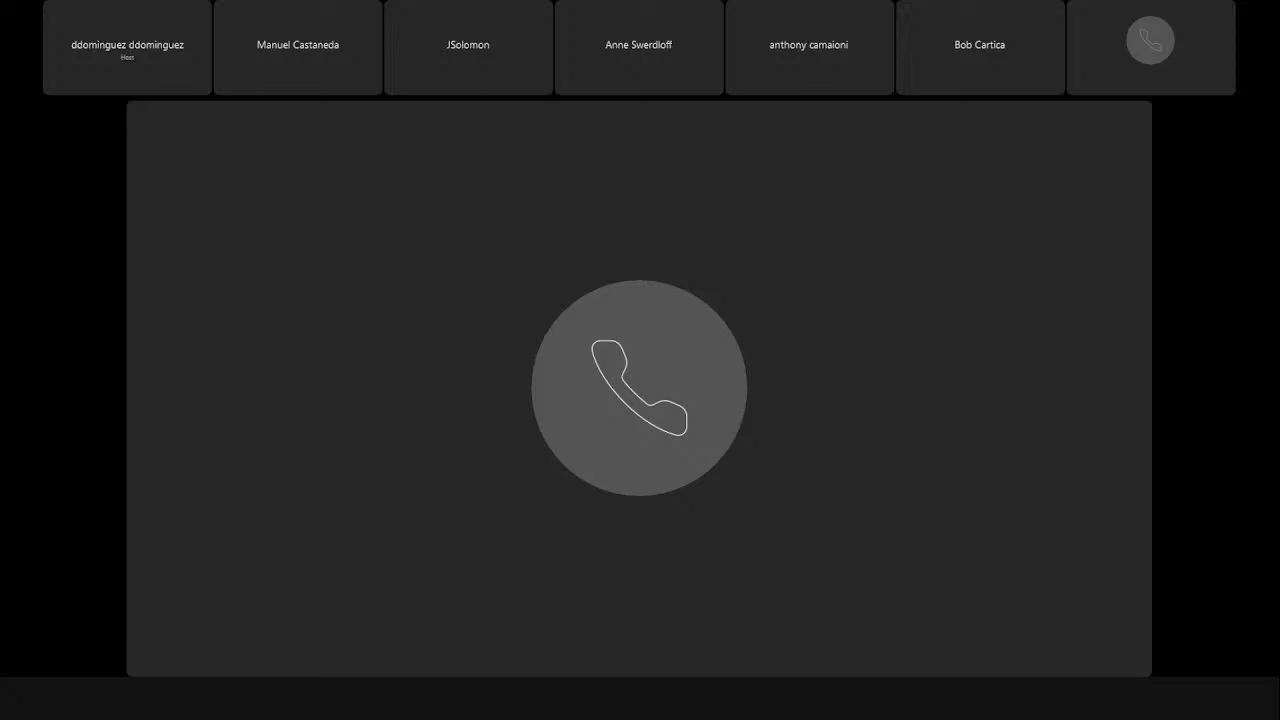 ddominguez ddominguez
Host
Manuel Castaneda
JSolomon
Anne Swerdloff
anthony camaioni
Bob Cartica